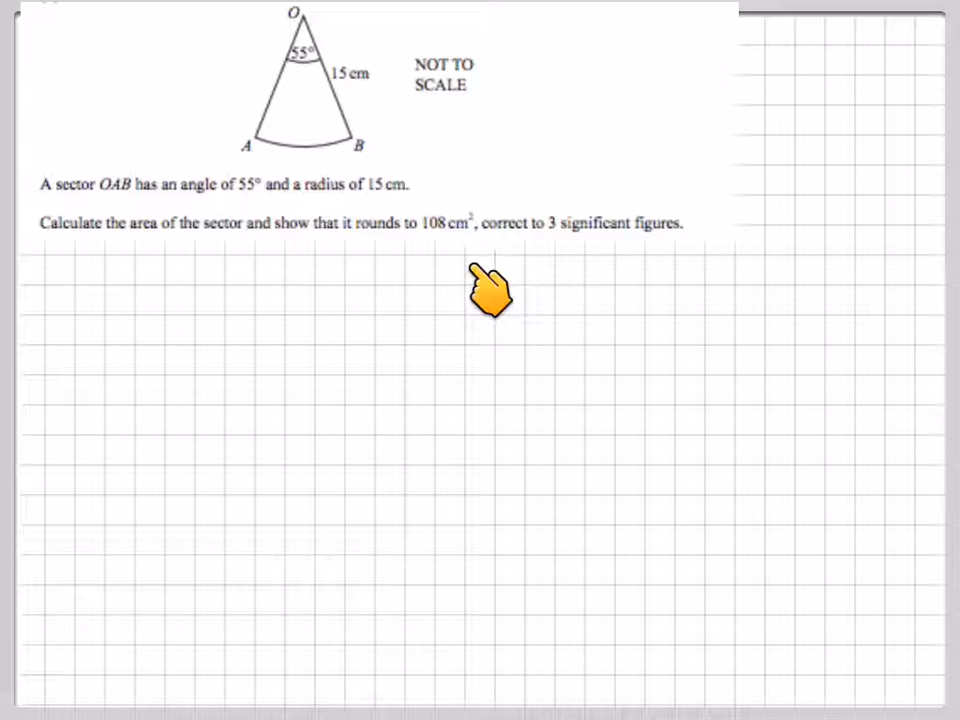 O
55°
15 cm
NOT TO
SCALE
A
B
A sector OAB has an angle of 55° and a radius of 15 cm.
Calculate the area of the sector and show that it rounds to 108 cm², correct to 3 significant figures.